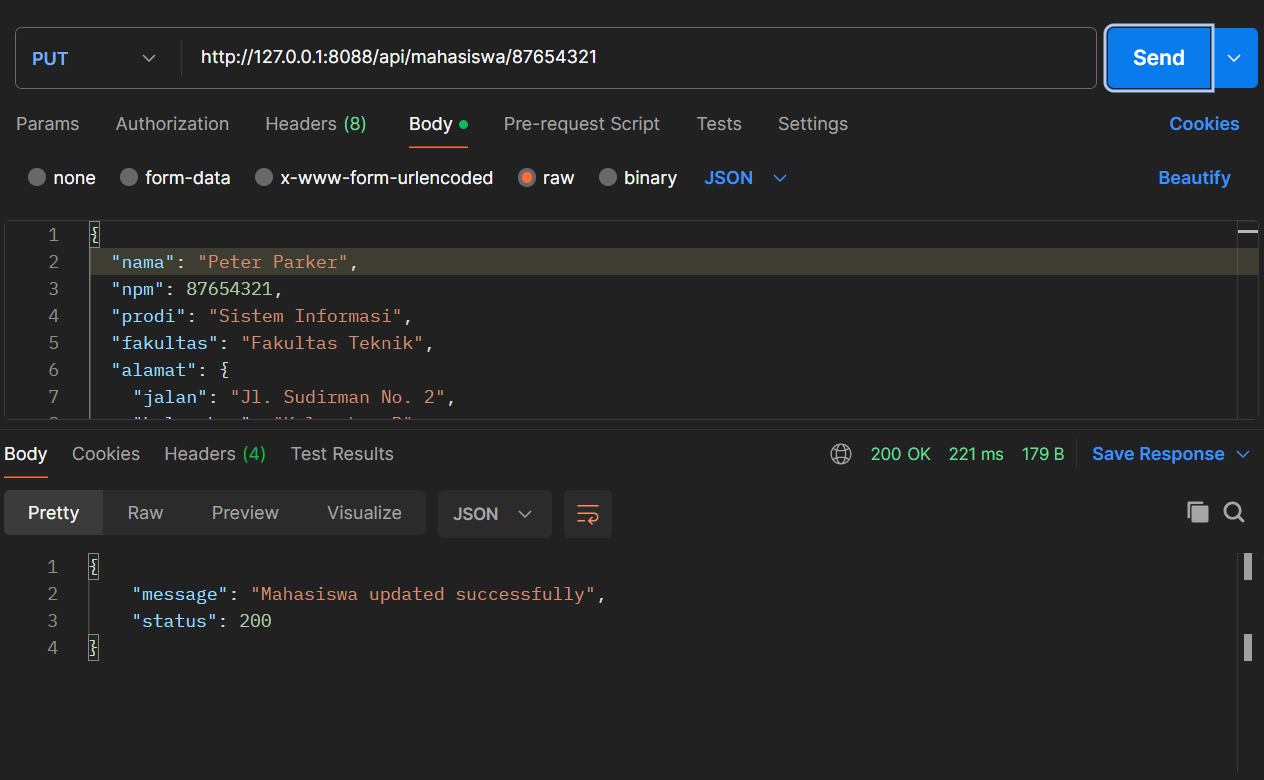 PUT http://127.0.0.1:8088/api/mahasiswa/87654321 Send
Params Authorization Headers (8) Body Pre-request Script Tests Settings Cookies
none form-data x-www-form-urlencoded raw binary JSON Beautify
1 {
2 "nama": "Peter Parker",
3 "npm": 87654321,
4 "prodi": "Sistem Informasi",
5 "fakultas": "Fakultas Teknik",
6 "alamat": {
7 "jalan": "Jl. Sudirman No. 2",
Body Cookies Headers (4) Test Results 200 OK 221 ms 179 B Save Response
Pretty Raw Preview Visualize JSON
1 {
2 "message": "Mahasiswa updated successfully",
3 "status": 200
4 }